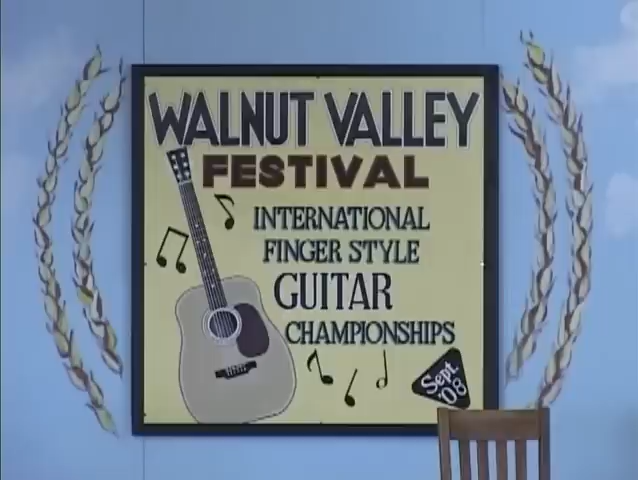 WALNUT VALLEY
FESTIVAL
INTERNATIONAL
FINGER STYLE
GUITAR
CHAMPIONSHIPS
Sept.
'08